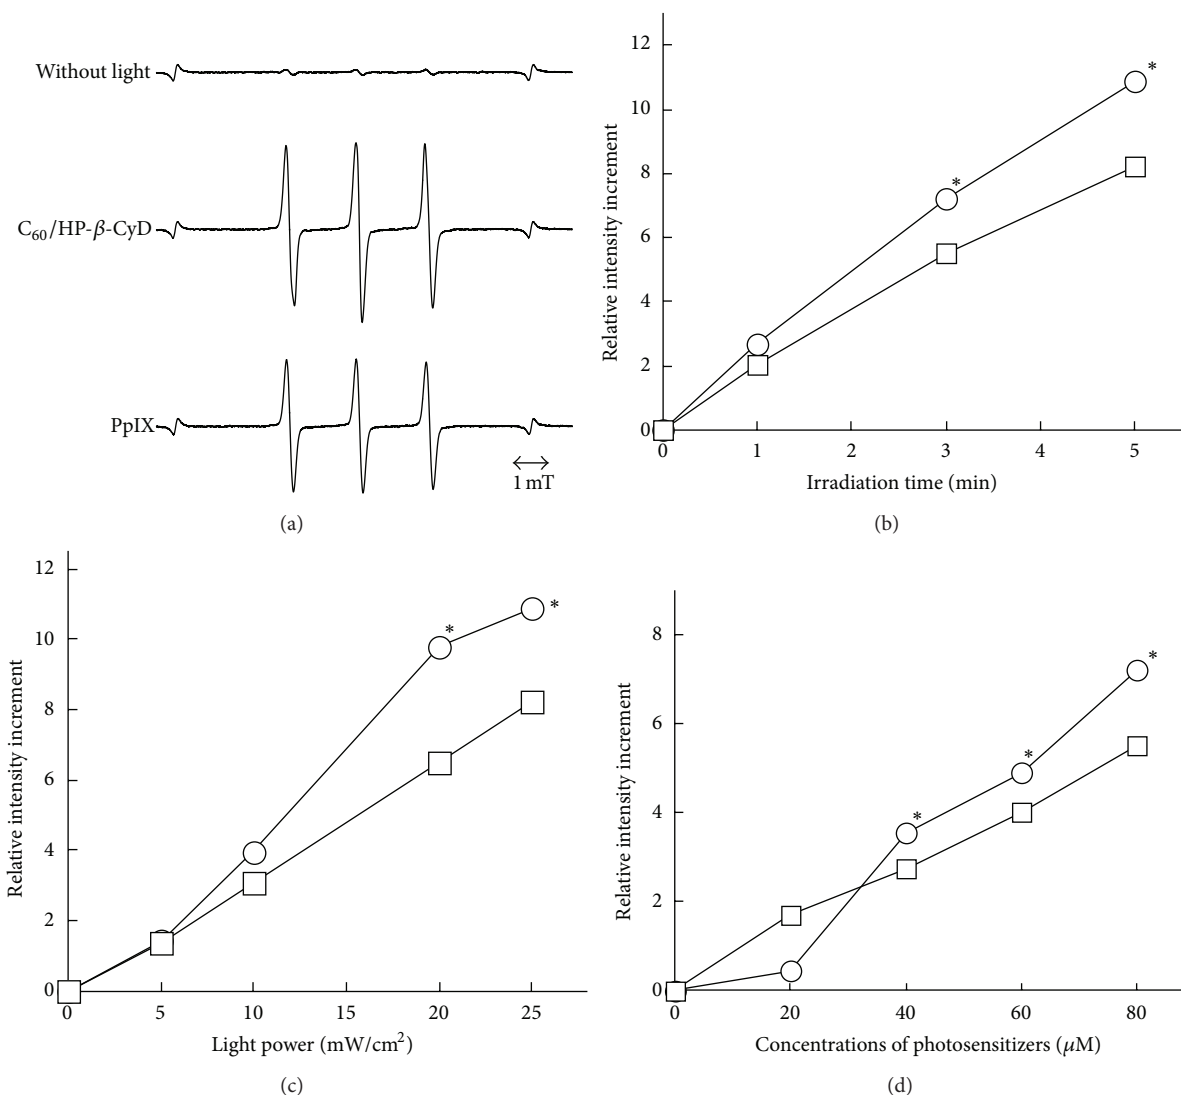 Without light
C₆₀/HP-β-CyD
PpIX
1 mT
(a)
Relative intensity increment
12
10
8
6
4
2
0
0 1 2 3 4 5
* *
Irradiation time (min)
(b)
Relative intensity increment
12
10
8
6
4
2
0
0 5 10 15 20 25
* *
Light power (mW/cm²)
(c)
Relative intensity increment
8
6
4
2
0
0 20 40 60 80
* * *
Concentrations of photosensitizers (μM)
(d)